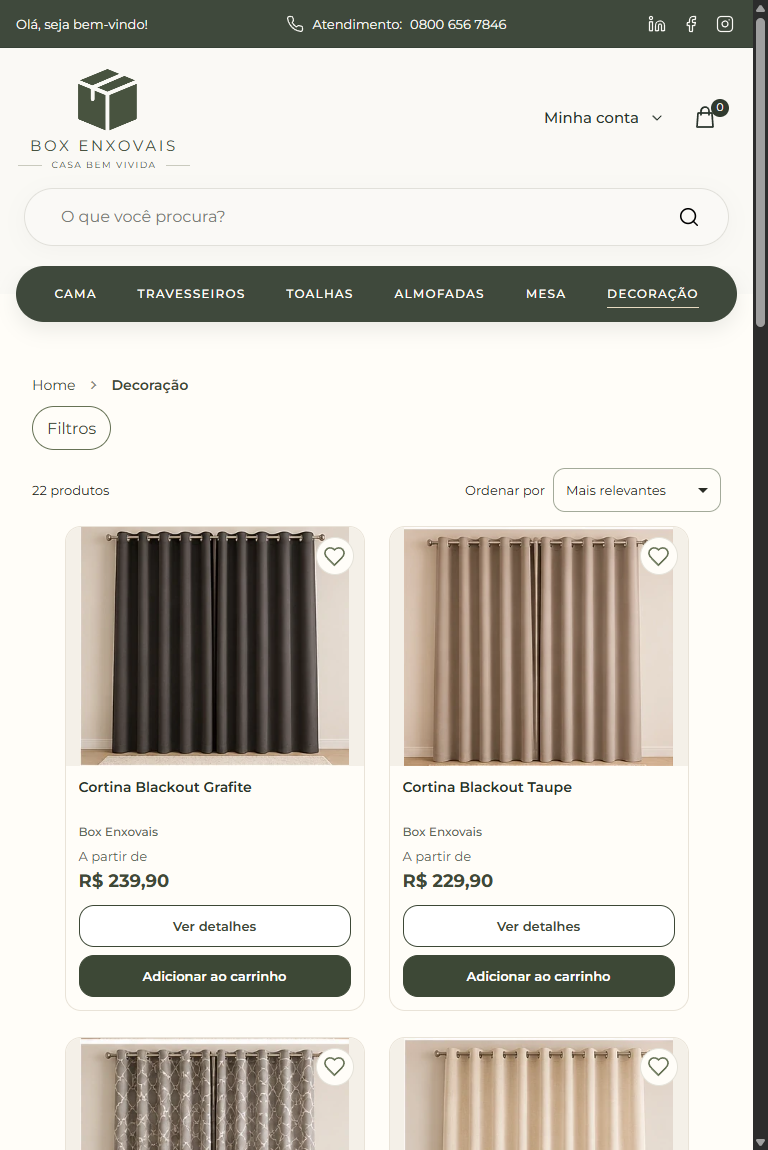 Olá, seja bem-vindo!
Atendimento: 0800 656 7846
Minha conta
0
BOX ENXOVAIS
CASA BEM VIVIDA
O que você procura?
CAMA TRAVESSEIROS TOALHAS ALMOFADAS MESA DECORAÇÃO
Home > Decoração
Filtros
22 produtos
Ordenar por Mais relevantes
Cortina Blackout Grafite
Box Enxovais
A partir de
R$ 239,90
Ver detalhes
Adicionar ao carrinho
Cortina Blackout Taupe
Box Enxovais
A partir de
R$ 229,90
Ver detalhes
Adicionar ao carrinho